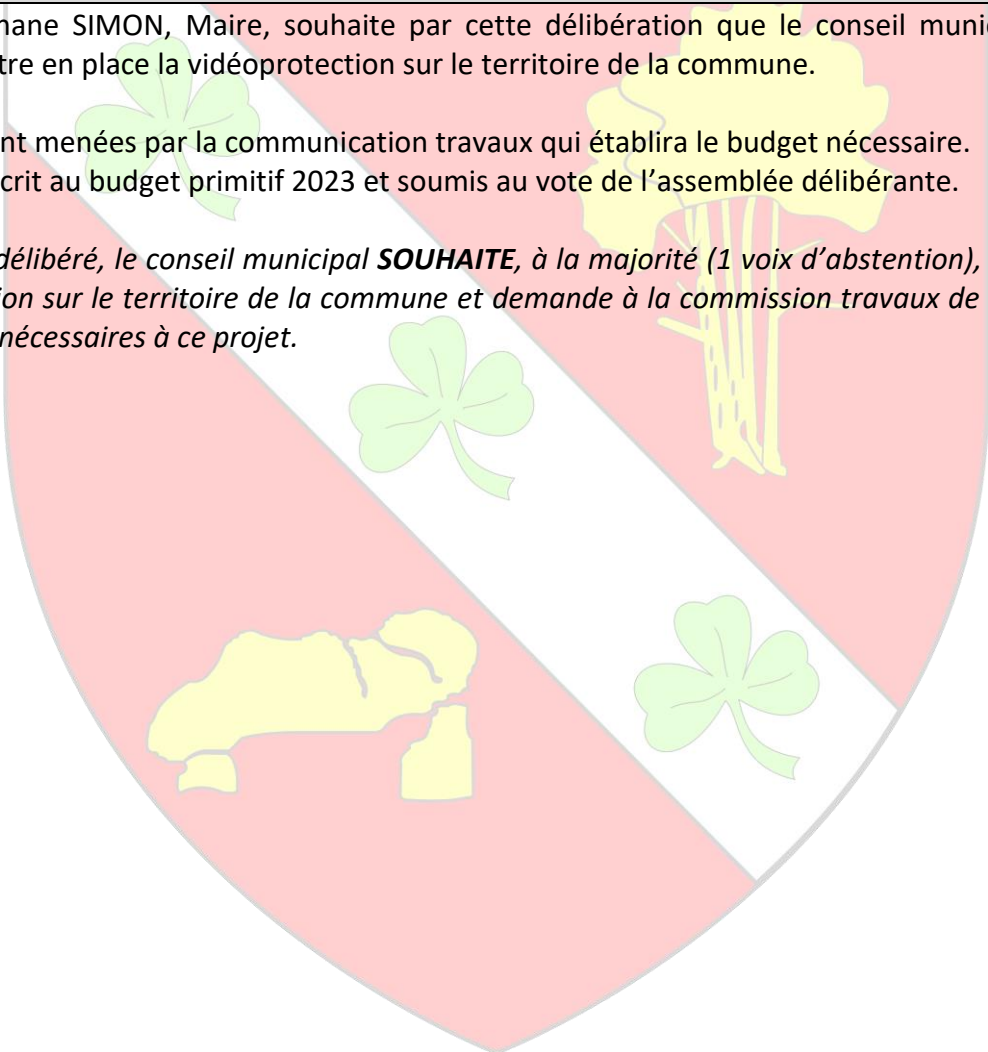 hane SIMON, Maire, souhaite par cette délibération que le conseil munic
tre en place la vidéoprotection sur le territoire de la commune.
nt menées par la communication travaux qui établira le budget nécessaire.
crit au budget primitif 2023 et soumis au vote de l’assemblée délibérante.
délibéré, le conseil municipal SOUHAITE, à la majorité (1 voix d’abstention),
ion sur le territoire de la commune et demande à la commission travaux de
nécessaires à ce projet.